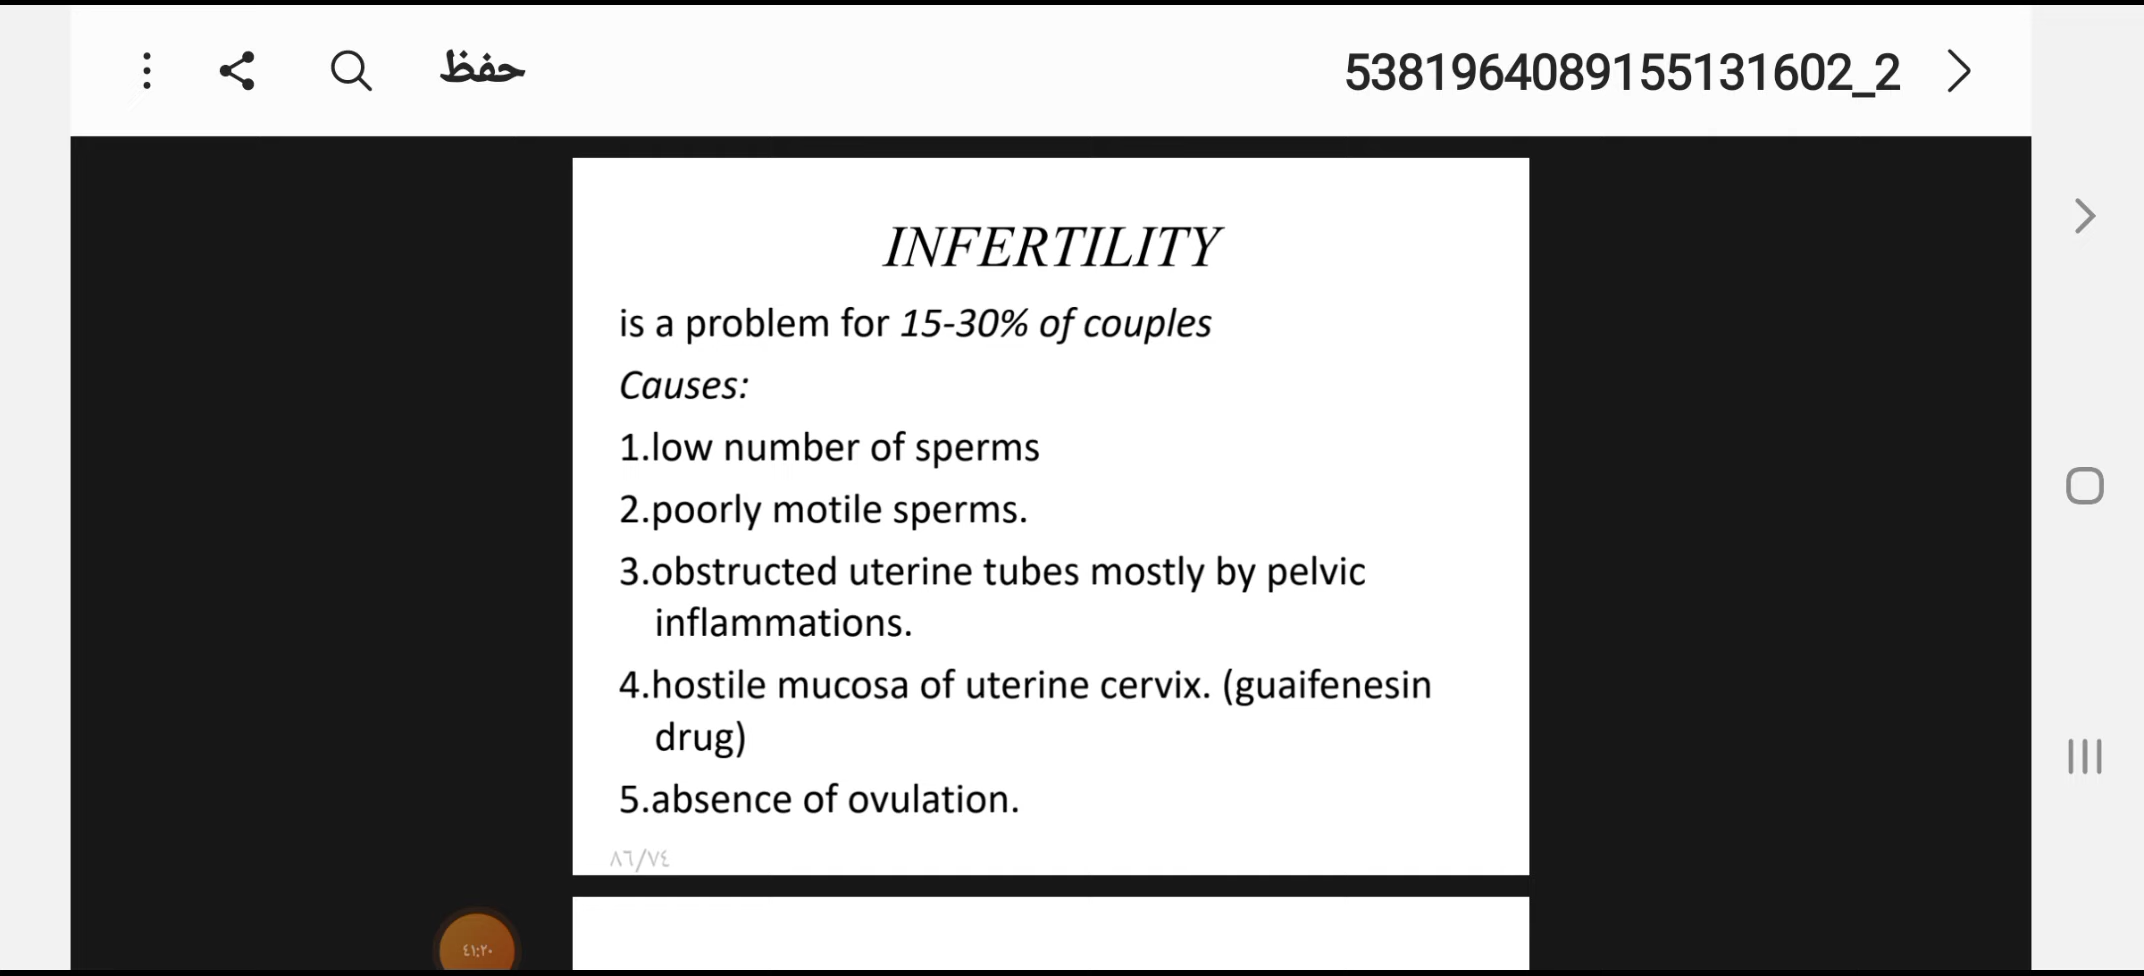 حفظ
5381964089155131602_2
INFERTILITY
is a problem for 15-30% of couples
Causes:
1.low number of sperms
2.poorly motile sperms.
3.obstructed uterine tubes mostly by pelvic
inflammations.
4.hostile mucosa of uterine cervix. (guaifenesin
drug)
5.absence of ovulation.
٨٦/٧٤
٤١:٢٠